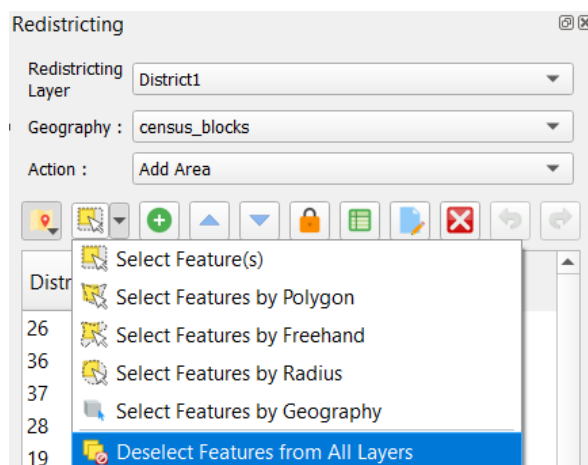 Redistricting
Redistricting
Layer
District1
Geography :
census_blocks
Action :
Add Area
Select Feature(s)
Distr
Select Features by Polygon
26
Select Features by Freehand
36
Select Features by Radius
37
Select Features by Geography
28
Deselect Features from All Layers
19